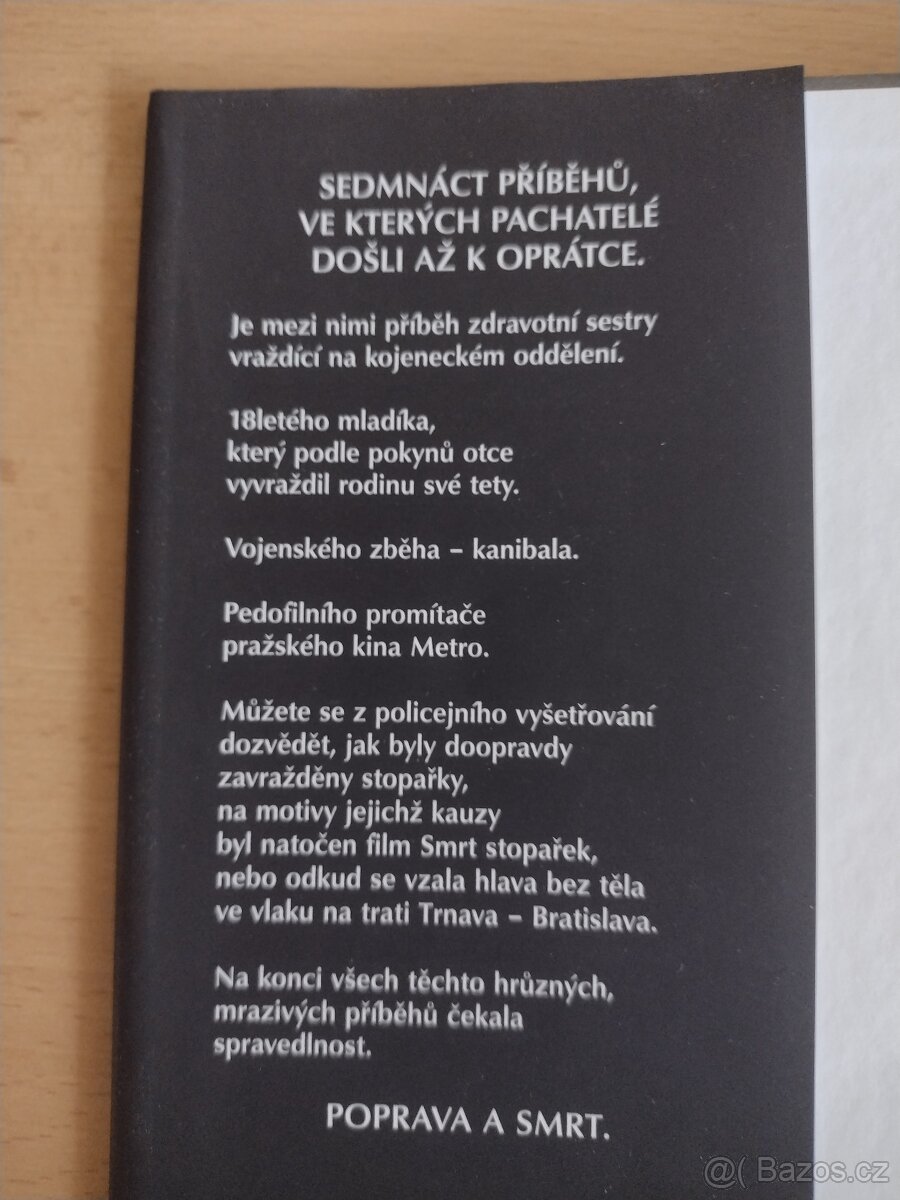 SEDMNÁCT PŘÍBĚHŮ,
VE KTERÝCH PACHATELÉ
DOŠLI AŽ K OPRÁTCE.
Je mezi nimi příběh zdravotní sestry
vraždící na kojeneckém oddělení.
18letého mladíka,
který podle pokynů otce
vyvraždil rodinu své tety.
Vojenského zběha – kanibala.
Pedofilního promítače
pražského kina Metro.
Můžete se z policejního vyšetřování
dozvědět, jak byly doopravdy
zavražděny stopařky,
na motivy jejichž kauzy
byl natočen film Smrt stopařek,
nebo odkud se vzala hlava bez těla
ve vlaku na trati Trnava – Bratislava.
Na konci všech těchto hrůzných,
mrazivých příběhů čekala
spravedlnost.
POPRAVA A SMRT.
@( Bazos.cz